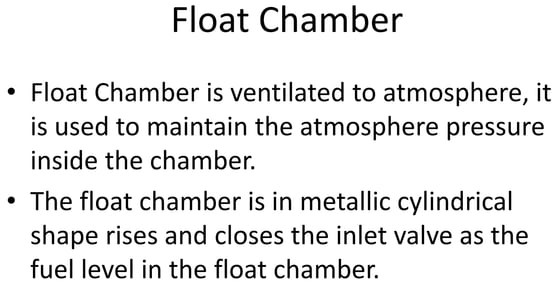 Float Chamber
• Float Chamber is ventilated to atmosphere, it
is used to maintain the atmosphere pressure
inside the chamber.
• The float chamber is in metallic cylindrical
shape rises and closes the inlet valve as the
fuel level in the float chamber.